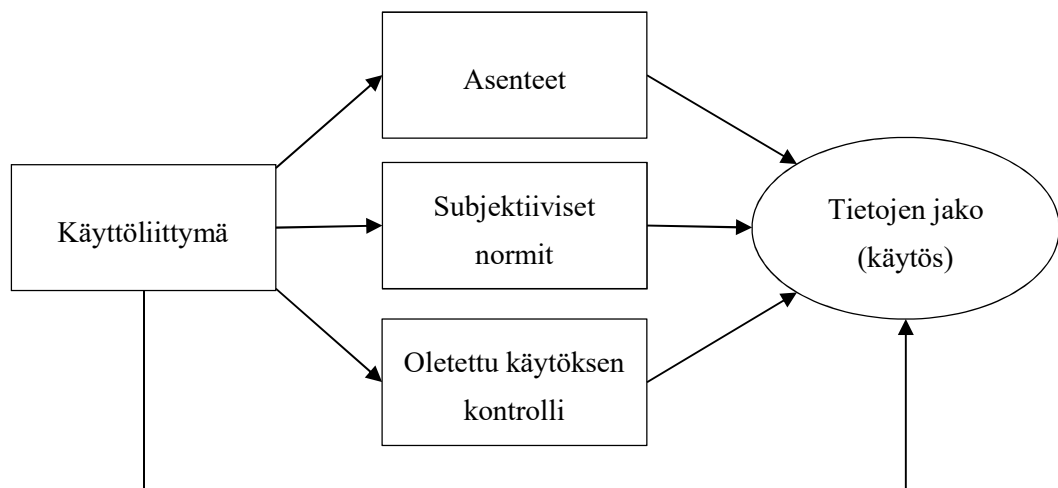 Asenteet
Käyttöliittymä
Subjektiiviset
normit
Tietojen jako
(käytös)
Oletettu käytöksen
kontrolli